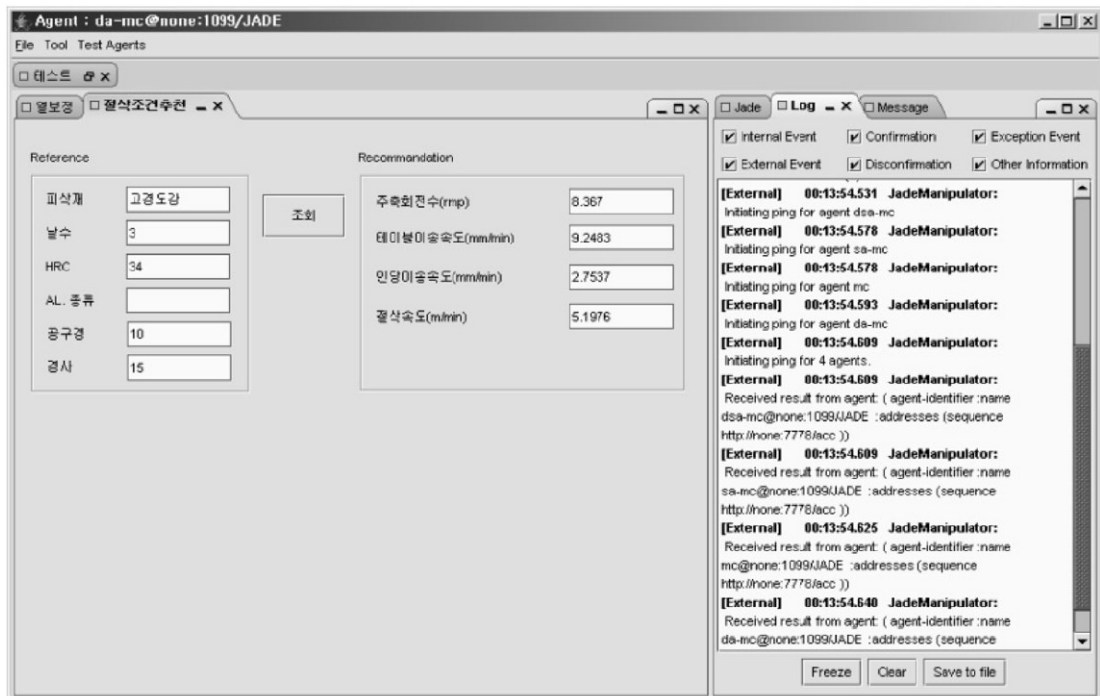 Agent : da-mc@none:1099/JADE
File Tool Test Agents
테스트
열보정 절삭조건추천
Reference
피삭재 고경도강
날수 3
HRC 34
AL. 종류
공구경 10
경사 15
조회
Recommandation
주축회전수(rmp) 8.367
테이블이송속도(mm/min) 9.2483
인당이송속도(mm/min) 2.7537
절삭속도(m/min) 5.1976
Jade Log Message
Internal Event Confirmation Exception Event
External Event Disconfirmation Other Information
[External] 00:13:54.531 JadeManipulator:
Initiating ping for agent dsa-mc
[External] 00:13:54.578 JadeManipulator:
Initiating ping for agent sa-mc
[External] 00:13:54.578 JadeManipulator:
Initiating ping for agent mc
[External] 00:13:54.593 JadeManipulator:
Initiating ping for agent da-mc
[External] 00:13:54.609 JadeManipulator:
Initiating ping for 4 agents.
[External] 00:13:54.609 JadeManipulator:
Received result from agent: ( agent-identifier :name
dsa-mc@none:1099/JADE :addresses (sequence
http://none:7778/acc ))
[External] 00:13:54.609 JadeManipulator:
Received result from agent: ( agent-identifier :name
sa-mc@none:1099/JADE :addresses (sequence
http://none:7778/acc ))
[External] 00:13:54.625 JadeManipulator:
Received result from agent: ( agent-identifier :name
mc@none:1099/JADE :addresses (sequence
http://none:7778/acc ))
[External] 00:13:54.640 JadeManipulator:
Received result from agent: ( agent-identifier :name
da-mc@none:1099/JADE :addresses (sequence
Freeze Clear Save to file